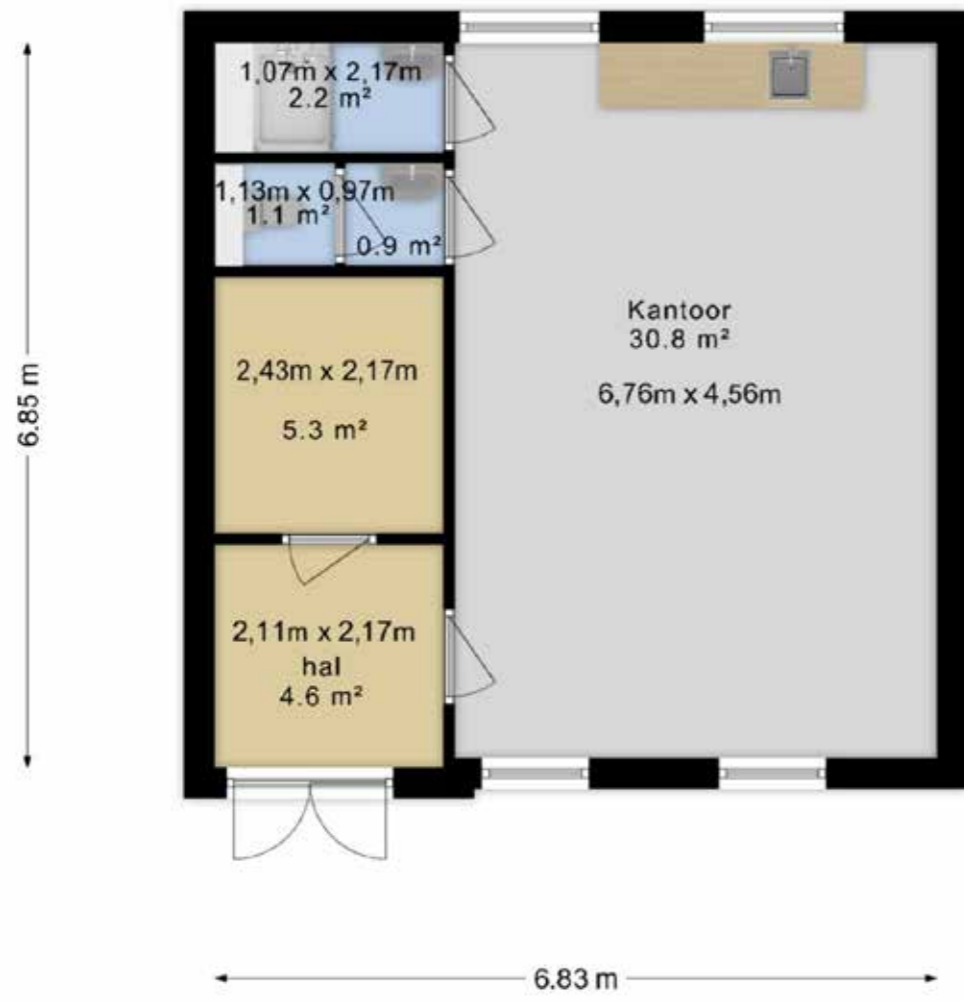 1,07m x 2,17m
2.2 m²
1,13m x 0,97m
1.1 m²
0.9 m²
Kantoor
30.8 m²
6,76m x 4,56m
2,43m x 2,17m
5.3 m²
6.85 m
2,11m x 2,17m
hal
4.6 m²
6.83 m